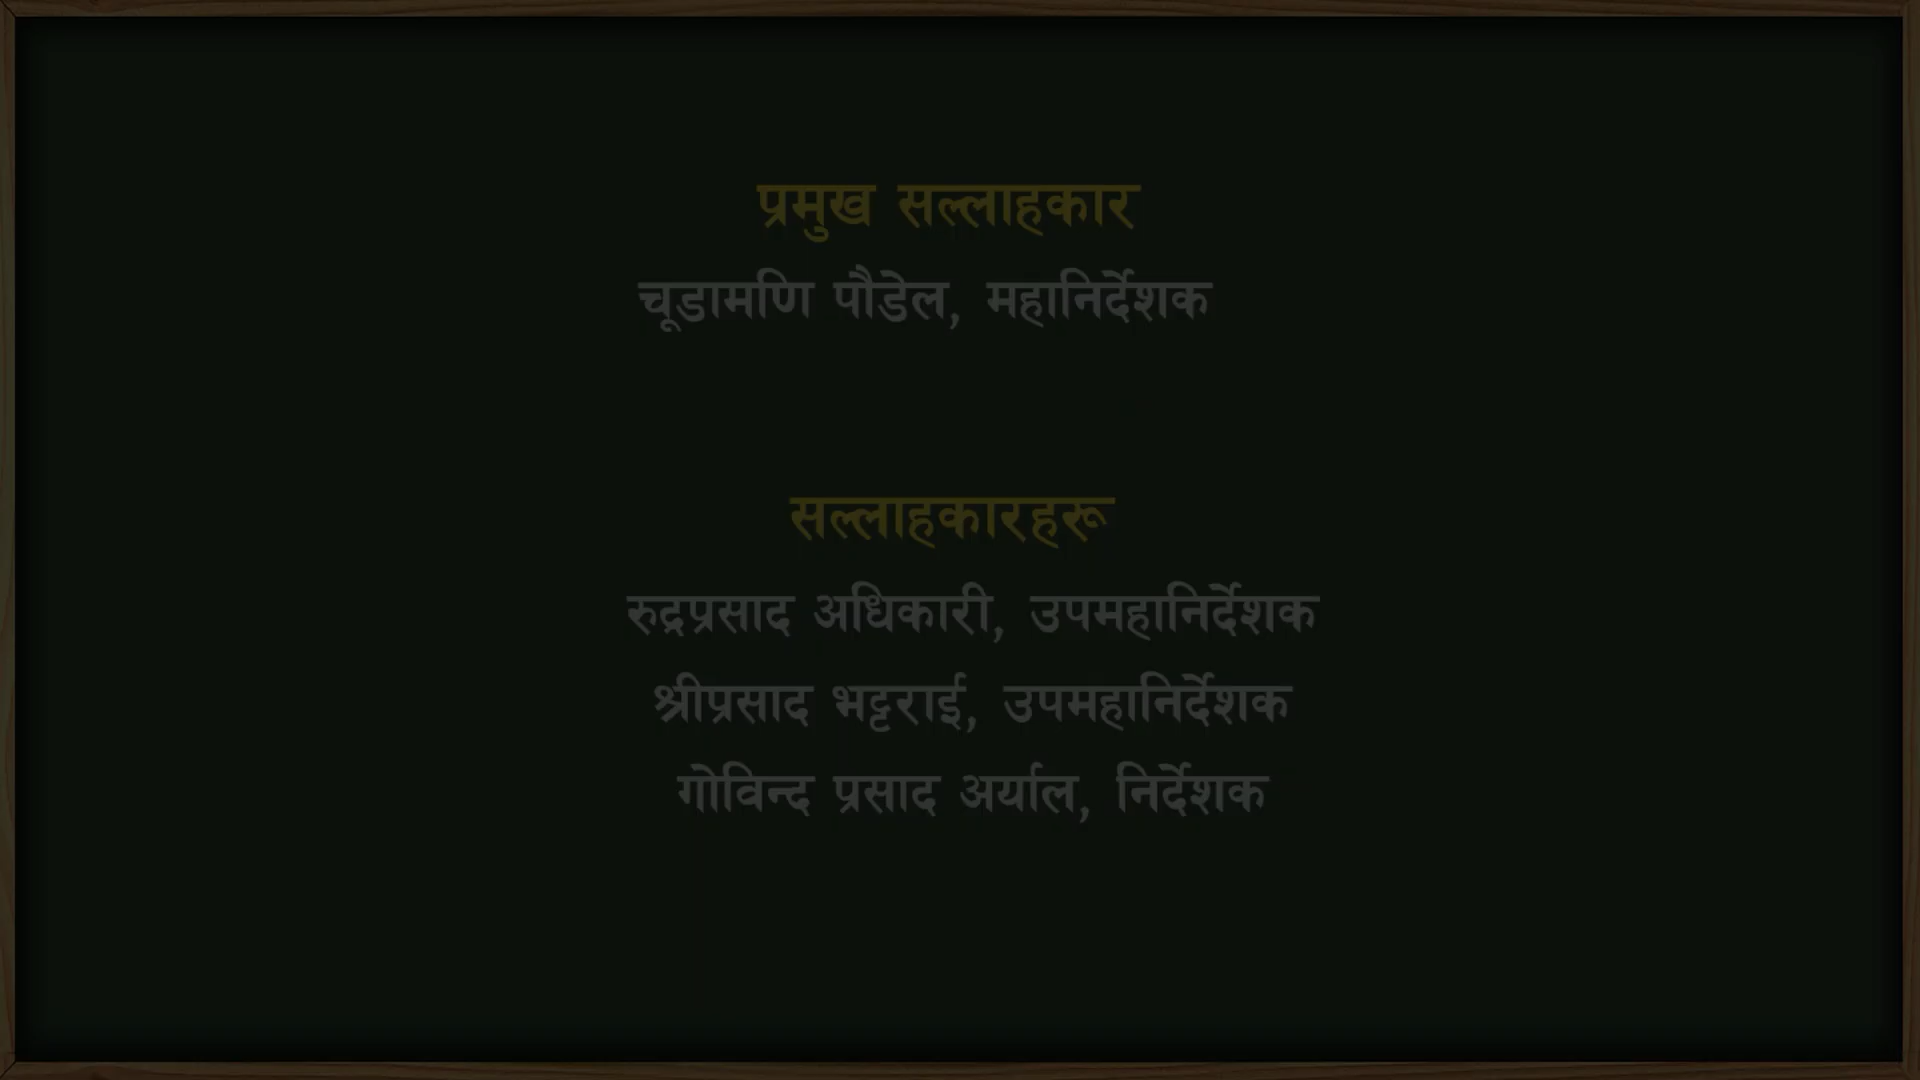 प्रमुख सल्लाहकार
चूडामणि पौडेल, महानिर्देशक
सल्लाहकारहरू
रुद्रप्रसाद अधिकारी, उपमहानिर्देशक
श्रीप्रसाद भट्टराई, उपमहानिर्देशक
गोविन्द प्रसाद अर्याल, निर्देशक